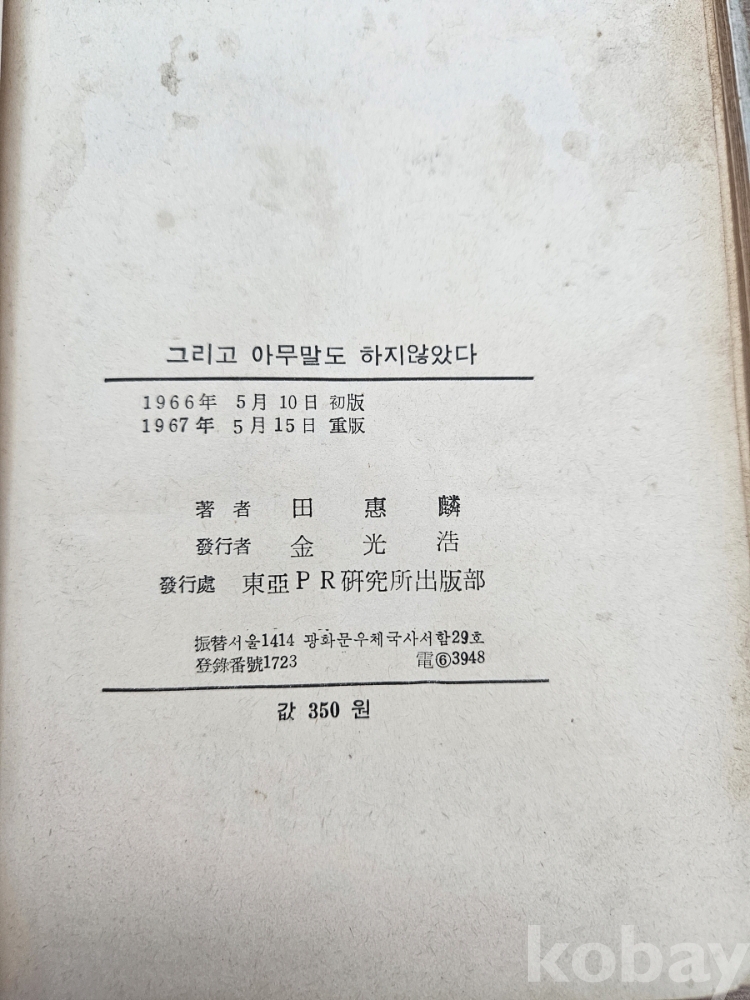 그리고 아무말도 하지않았다
1966年 5月 10日 初版
1967年 5月 15日 重版
著者 田惠麟
發行者 金光浩
發行處 東亞PR硏究所出版部
振替서울1414 광화문우체국사서함29호
登錄番號1723 電⑥3948
값 350 원
kobay